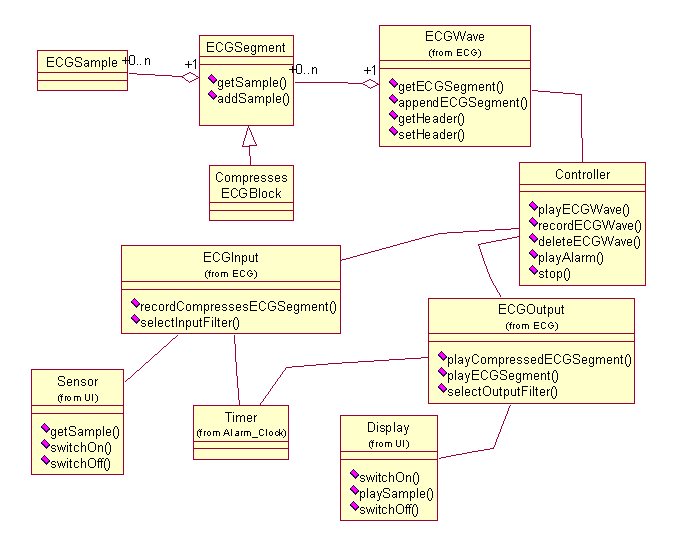 ECGSample
+0..n
+1
ECGSegment
getSample()
addSample()
+0..n
+1
ECGWave
(from ECG)
getECGSegment()
appendECGSegment()
getHeader()
setHeader()
Compresses
ECGBlock
Controller
playECGWave()
recordECGWave()
deleteECGWave()
playAlarm()
stop()
ECGInput
(from ECG)
recordCompressesECGSegment()
selectInputFilter()
ECGOutput
(from ECG)
playCompressedECGSegment()
playECGSegment()
selectOutputFilter()
Sensor
(from UI)
getSample()
switchOn()
switchOff()
Timer
(from Alarm_Clock)
Display
(from UI)
switchOn()
playSample()
switchOff()